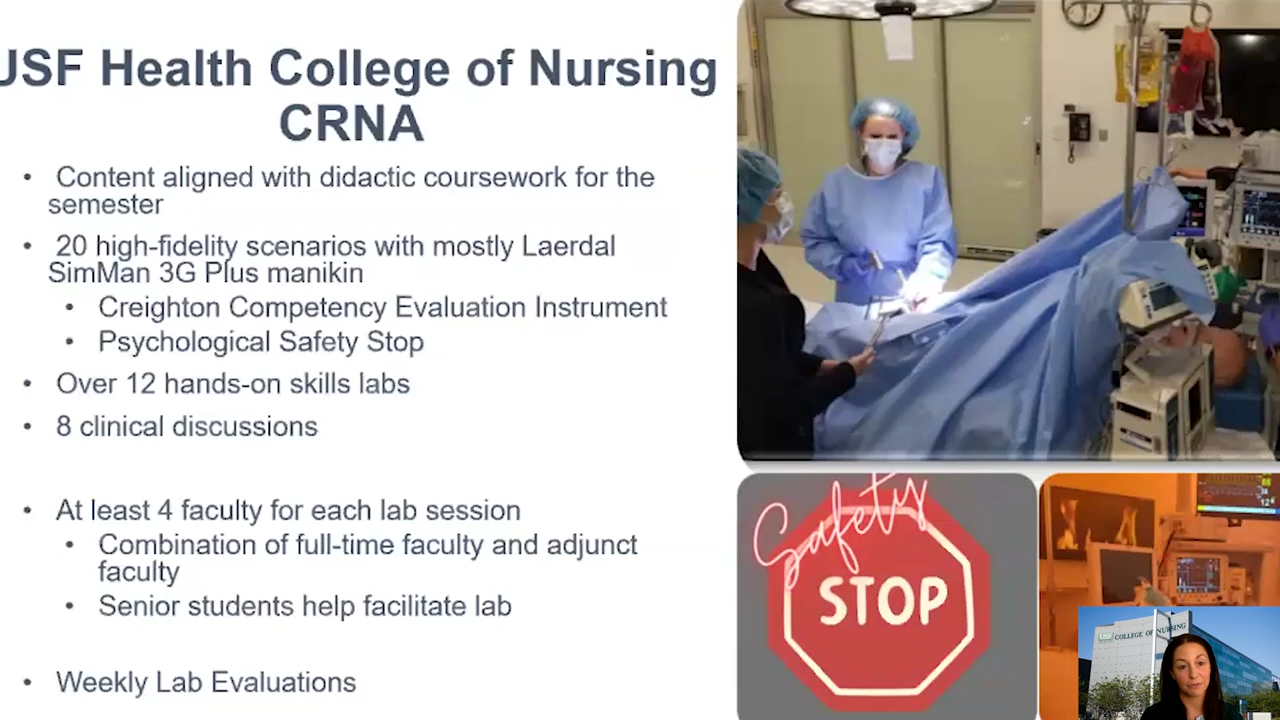 USF Health College of Nursing
CRNA
• Content aligned with didactic coursework for the
semester
• 20 high-fidelity scenarios with mostly Laerdal
SimMan 3G Plus manikin
• Creighton Competency Evaluation Instrument
• Psychological Safety Stop
• Over 12 hands-on skills labs
• 8 clinical discussions
• At least 4 faculty for each lab session
• Combination of full-time faculty and adjunct
faculty
• Senior students help facilitate lab
• Weekly Lab Evaluations
Safety
STOP
USF COLLEGE OF NURSING